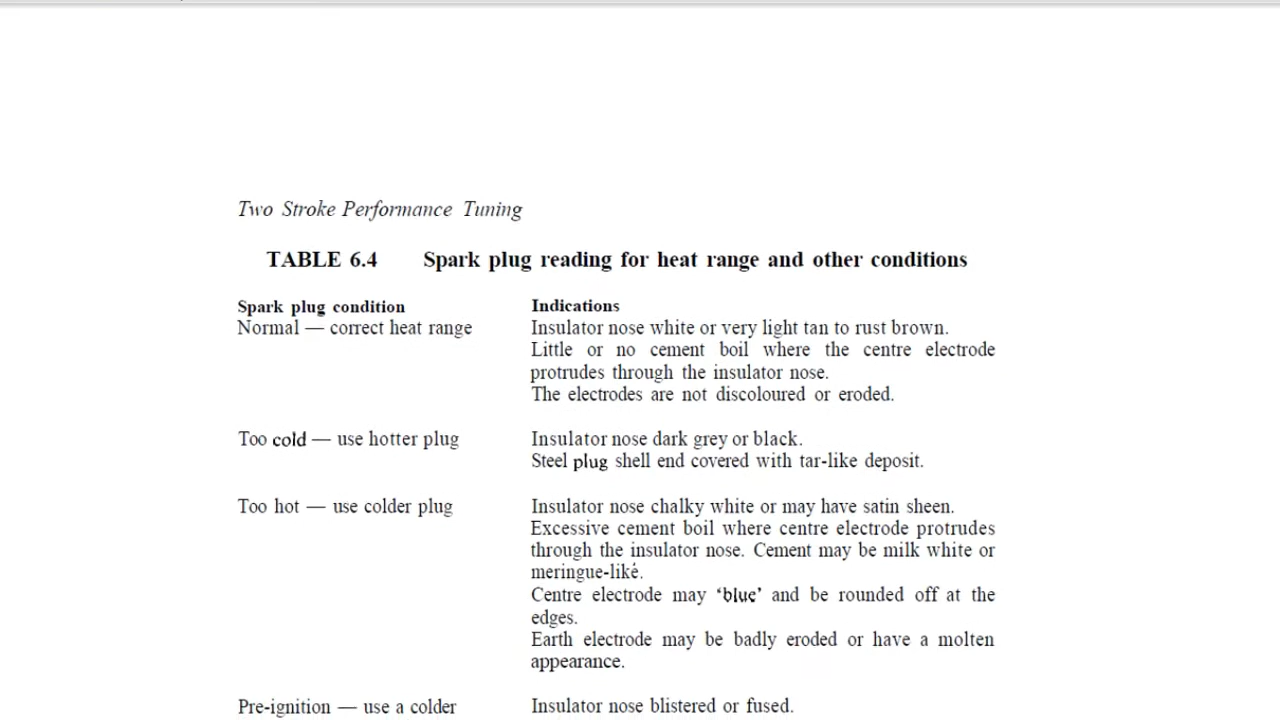 Two Stroke Performance Tuning
TABLE 6.4 Spark plug reading for heat range and other conditions
Spark plug condition Indications
Normal — correct heat range Insulator nose white or very light tan to rust brown.
Little or no cement boil where the centre electrode
protrudes through the insulator nose.
The electrodes are not discoloured or eroded.
Too cold — use hotter plug Insulator nose dark grey or black.
Steel plug shell end covered with tar-like deposit.
Too hot — use colder plug Insulator nose chalky white or may have satin sheen.
Excessive cement boil where centre electrode protrudes
through the insulator nose. Cement may be milk white or
meringue-like.
Centre electrode may ‘blue’ and be rounded off at the
edges.
Earth electrode may be badly eroded or have a molten
appearance.
Pre-ignition — use a colder Insulator nose blistered or fused.